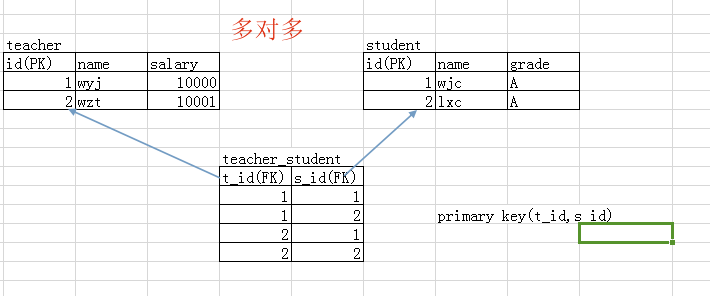 多对多
teacher student
id(PK) name salary id(PK) name grade
1 wyj 10000 1 wjc A
2 wzt 10001 2 lxc A
teacher_student
t_id(FK) s_id(FK)
1 1
1 2 primary key(t_id,s id)
2 1
2 2